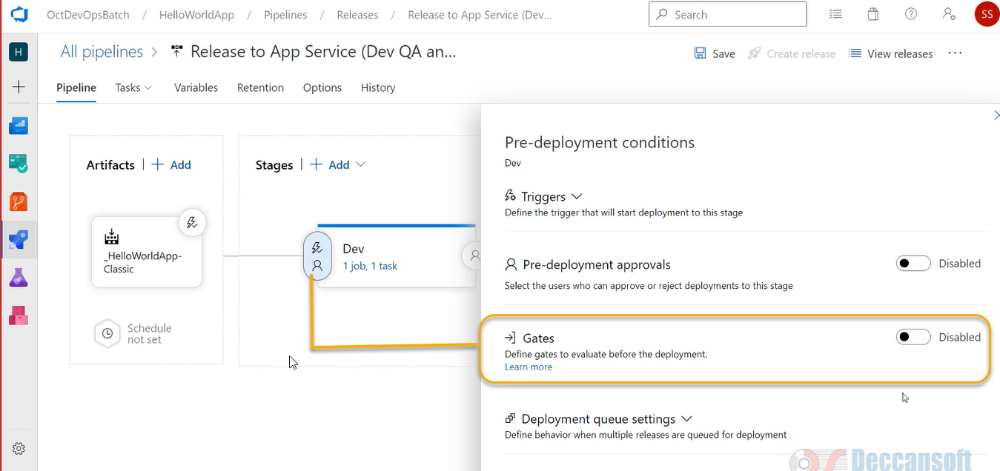 OctDevOpsBatch / HelloWorldApp / Pipelines / Releases / Release to App Service (Dev...
Search
SS
H
All pipelines > Release to App Service (Dev QA an...
Save
Create release
View releases
Pipeline
Tasks
Variables
Retention
Options
History
Artifacts | + Add
Stages | + Add
_HelloWorldApp-
Classic
Schedule
not set
Dev
1 job, 1 task
Pre-deployment conditions
Dev
Triggers
Define the trigger that will start deployment to this stage
Pre-deployment approvals
Disabled
Select the users who can approve or reject deployments to this stage
Gates
Disabled
Define gates to evaluate before the deployment.
Learn more
Deployment queue settings
Define behavior when multiple releases are queued for deployment
Deccansoft